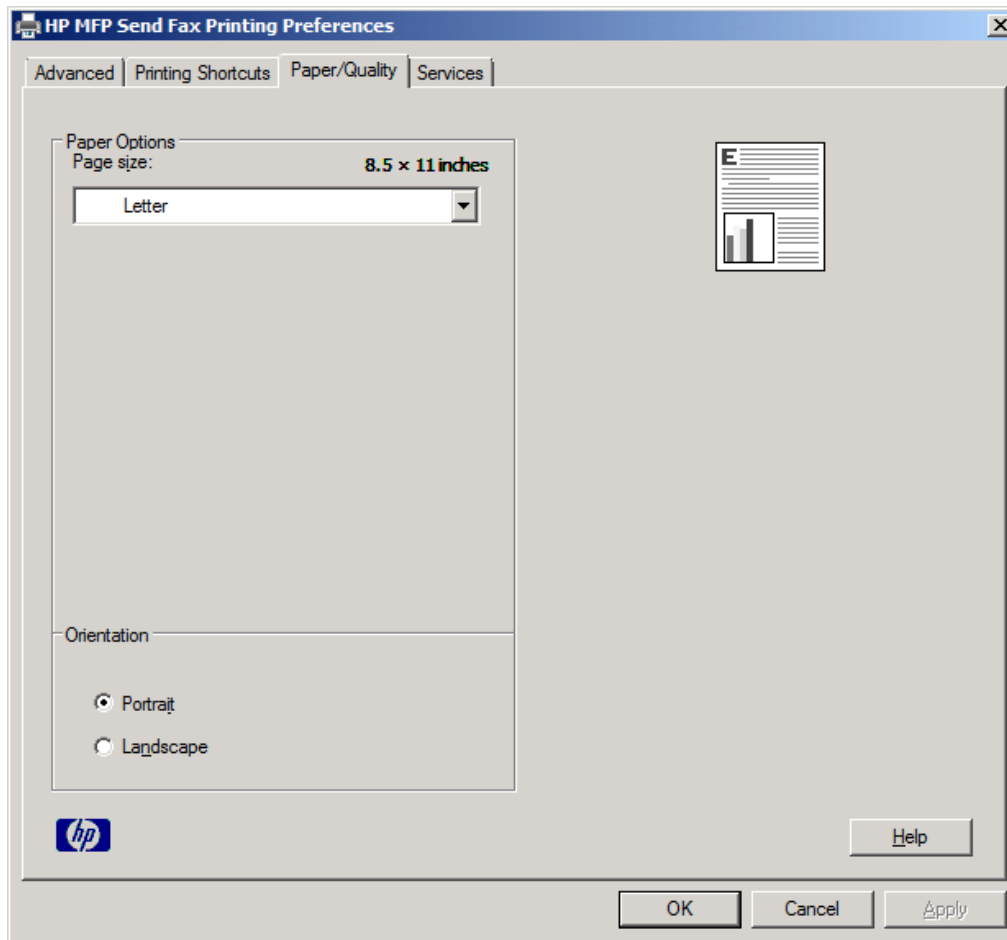 HP MFP Send Fax Printing Preferences
Advanced Printing Shortcuts Paper/Quality Services
Paper Options
Page size: 8.5 × 11 inches
Letter
E
Orientation
Portrait
Landscape
hp
Help
OK Cancel Apply